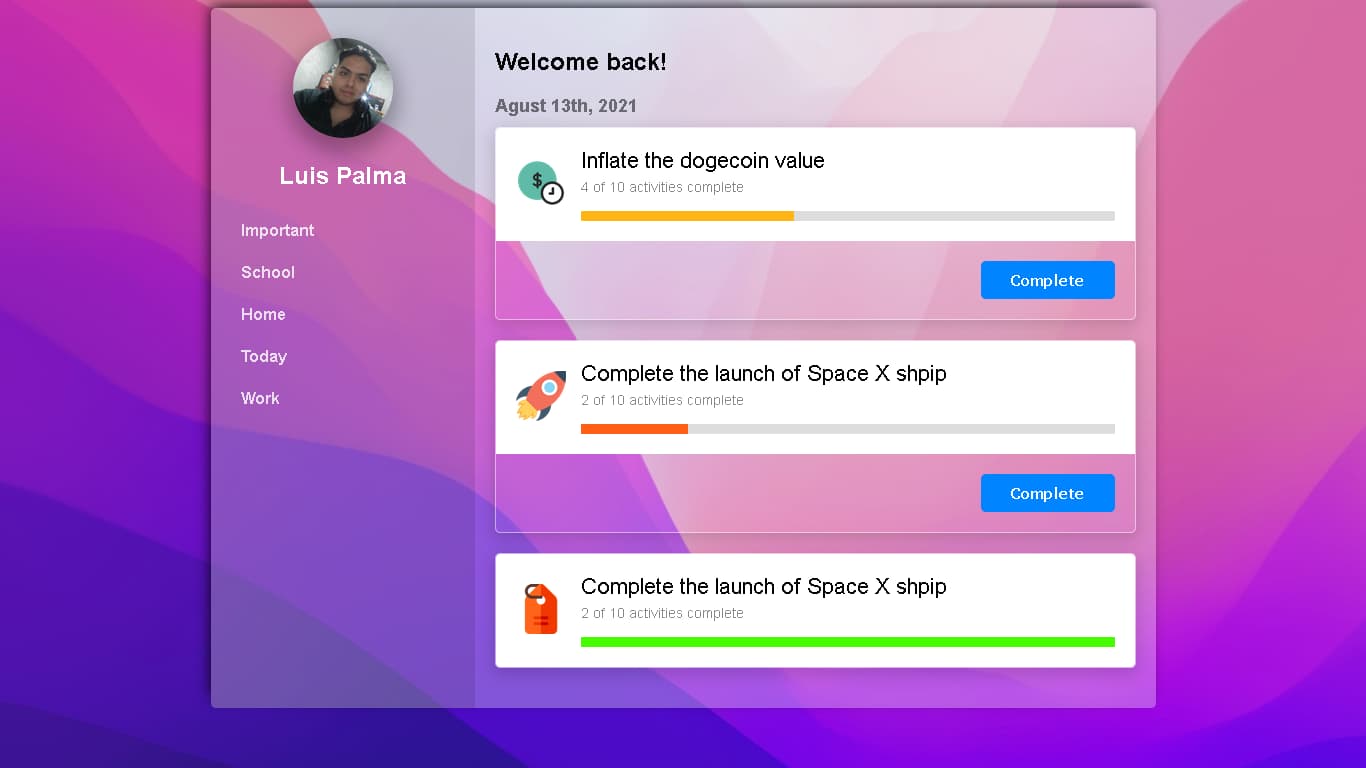 Luis Palma
Important
School
Home
Today
Work
Welcome back!
Agust 13th, 2021
Inflate the dogecoin value
4 of 10 activities complete
Complete
Complete the launch of Space X shpip
2 of 10 activities complete
Complete
Complete the launch of Space X shpip
2 of 10 activities complete